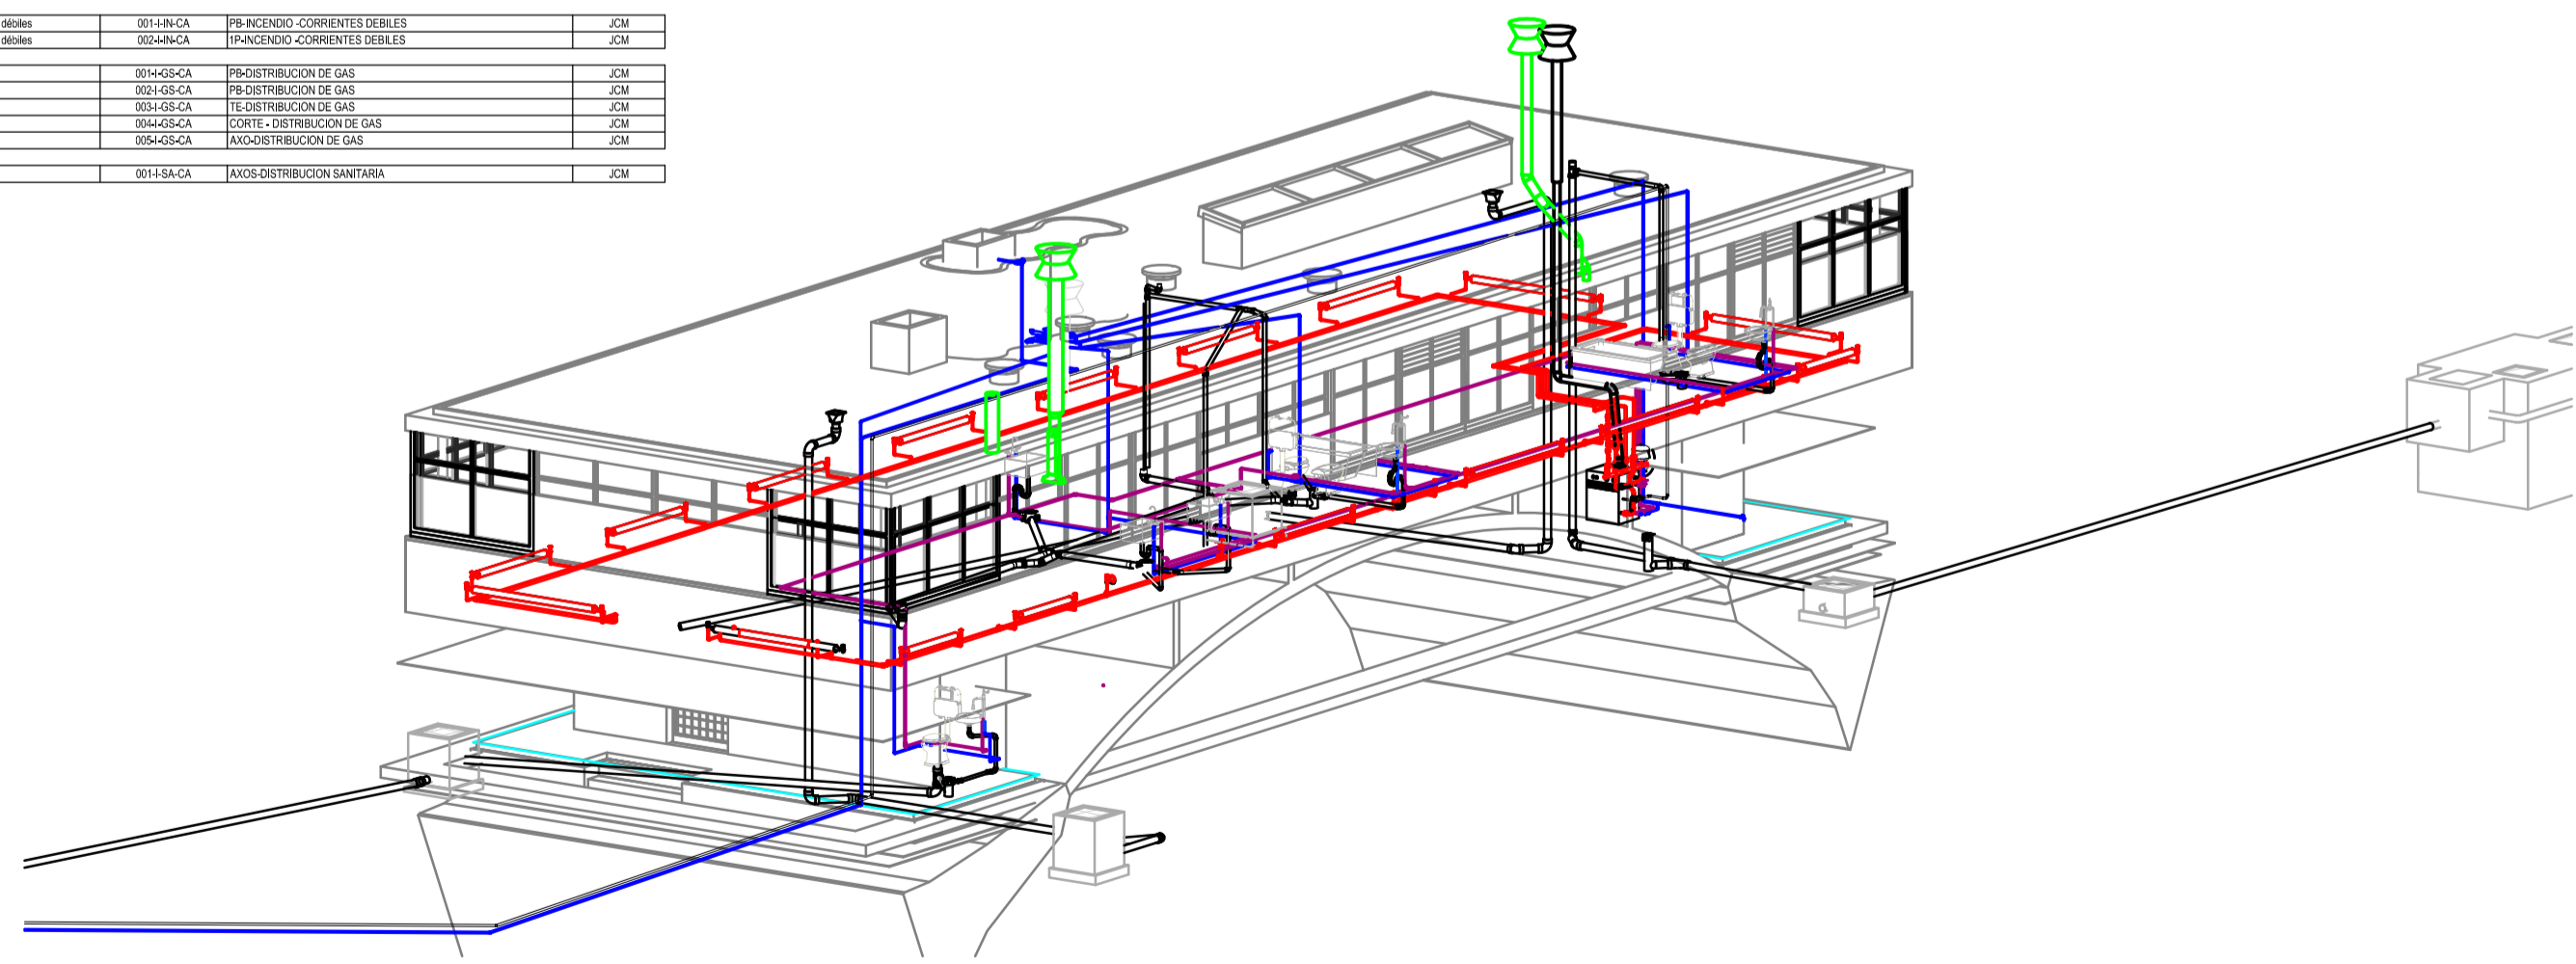 débiles 001-I-IN-CA PB-INCENDIO -CORRIENTES DEBILES JCM
débiles 002-I-IN-CA 1P-INCENDIO -CORRIENTES DEBILES JCM
001-I-GS-CA PB-DISTRIBUCION DE GAS JCM
002-I-GS-CA PB-DISTRIBUCION DE GAS JCM
003-I-GS-CA TE-DISTRIBUCION DE GAS JCM
004-I-GS-CA CORTE - DISTRIBUCION DE GAS JCM
005-I-GS-CA AXO-DISTRIBUCION DE GAS JCM
001-I-SA-CA AXOS-DISTRIBUCION SANITARIA JCM